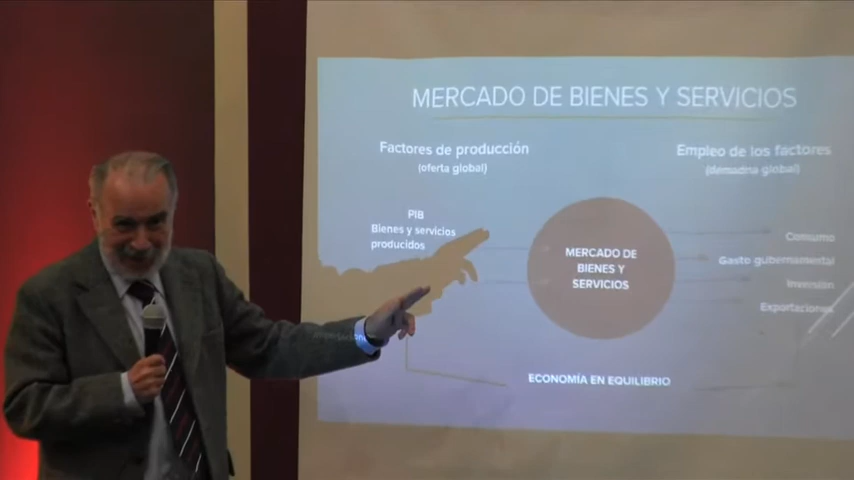 MERCADO DE BIENES Y SERVICIOS
Factores de producción
(oferta global)
Empleo de los factores
(demadna global)
PIB
Bienes y servicios
producidos
MERCADO DE
BIENES Y
SERVICIOS
Consumo
Gasto gubernamental
Inversión
Exportaciones
ECONOMÍA EN EQUILIBRIO